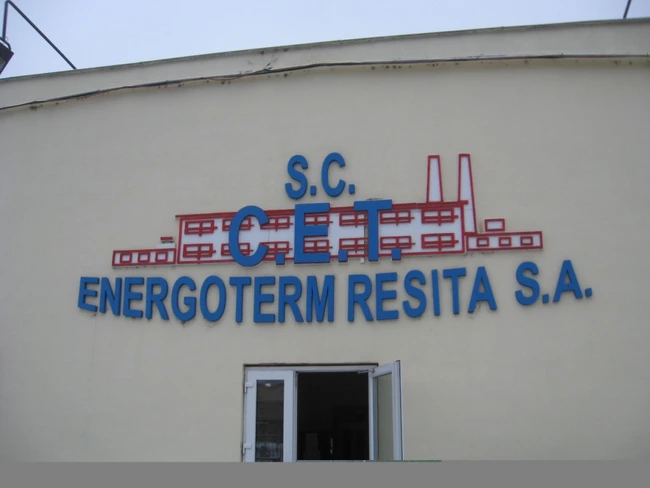 S.C.
C.E.T.
ENERGOTERM RESITA S.A.